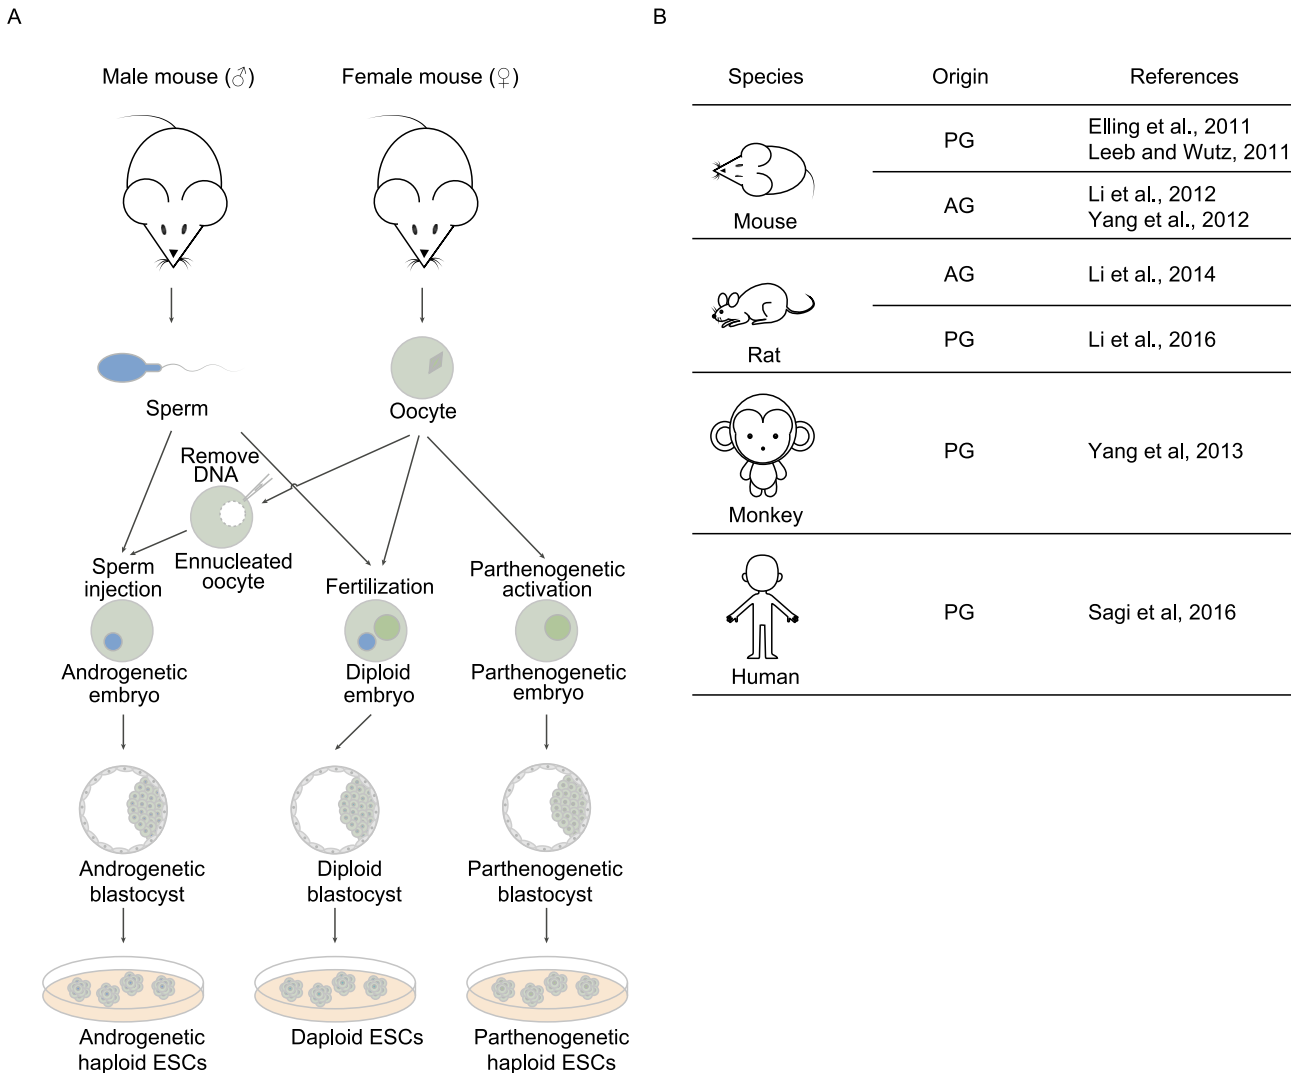 A
Male mouse (♂)
Female mouse (♀)
Sperm
Oocyte
Remove
DNA
Ennucleated
oocyte
Sperm
injection
Fertilization
Parthenogenetic
activation
Androgenetic
embryo
Diploid
embryo
Parthenogenetic
embryo
Androgenetic
blastocyst
Diploid
blastocyst
Parthenogenetic
blastocyst
Androgenetic
haploid ESCs
Daploid ESCs
Parthenogenetic
haploid ESCs
B
Species Origin References
PG
Elling et al., 2011
Leeb and Wutz, 2011
Mouse
AG
Li et al., 2012
Yang et al., 2012
AG Li et al., 2014
Rat
PG Li et al., 2016
PG Yang et al, 2013
Monkey
PG Sagi et al, 2016
Human